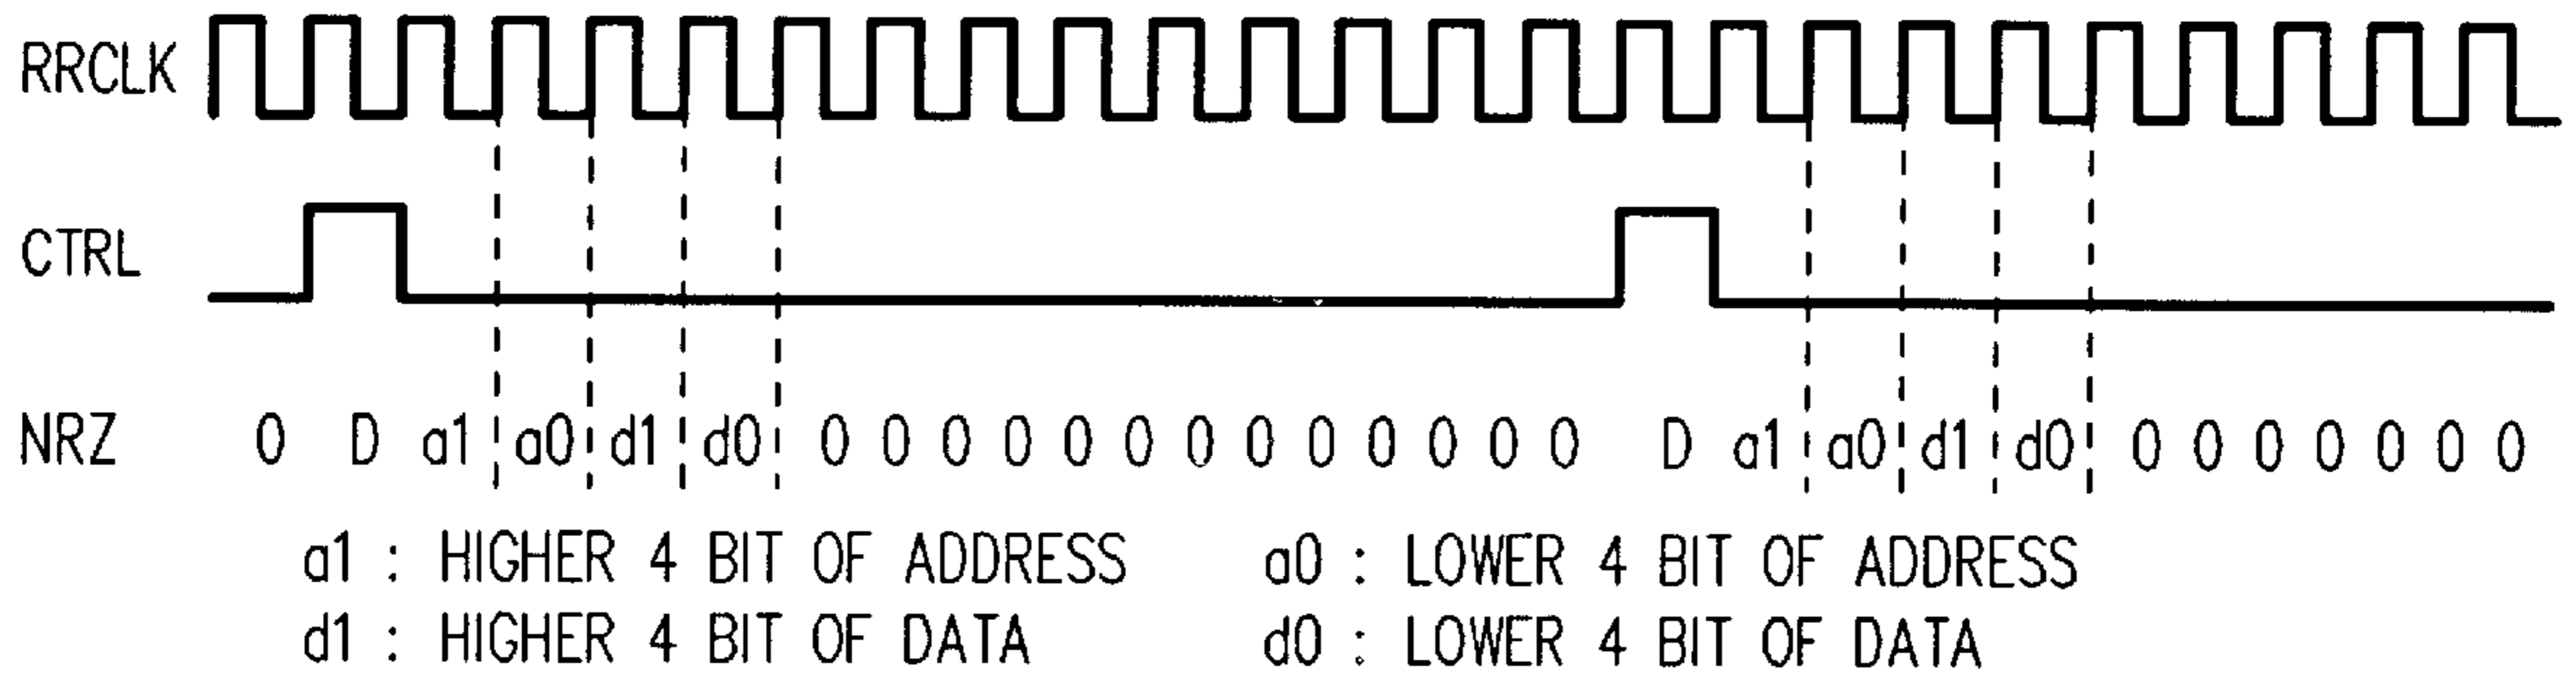 RRCLK
CTRL
NRZ 0 D a1 a0 d1 d0 0 0 0 0 0 0 0 0 0 0 0 0 0 D a1 a0 d1 d0 0 0 0 0 0 0 0
a1 : HIGHER 4 BIT OF ADDRESS a0 : LOWER 4 BIT OF ADDRESS
d1 : HIGHER 4 BIT OF DATA d0 : LOWER 4 BIT OF DATA